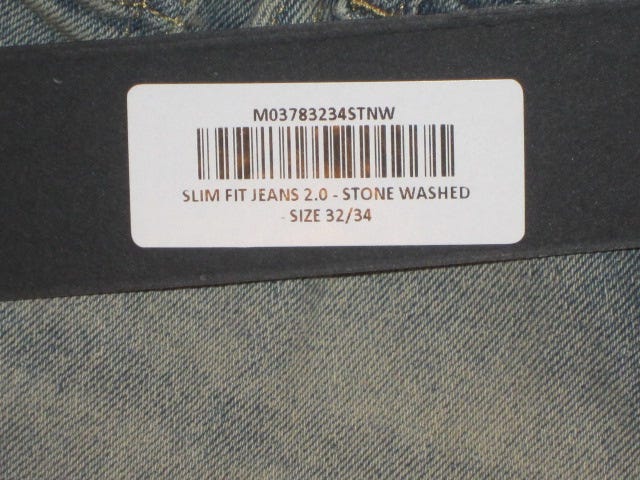 M03783234STNW
SLIM FIT JEANS 2.0 - STONE WASHED
- SIZE 32/34